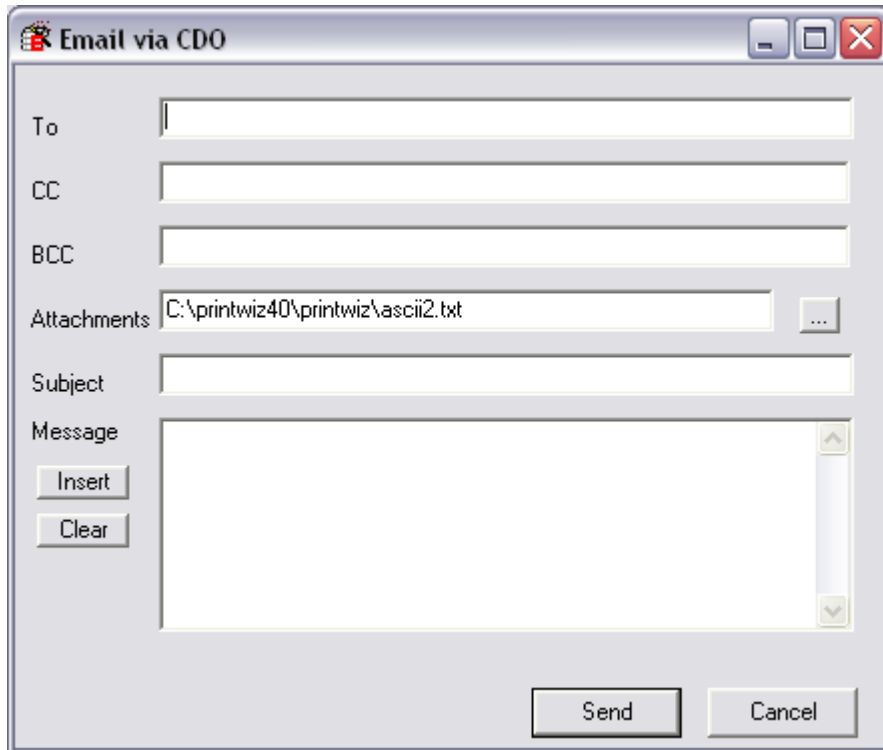 Email via CDO
To
CC
BCC
Attachments C:\printwiz40\printwiz\ascii2.txt ...
Subject
Message
Insert
Clear
Send Cancel